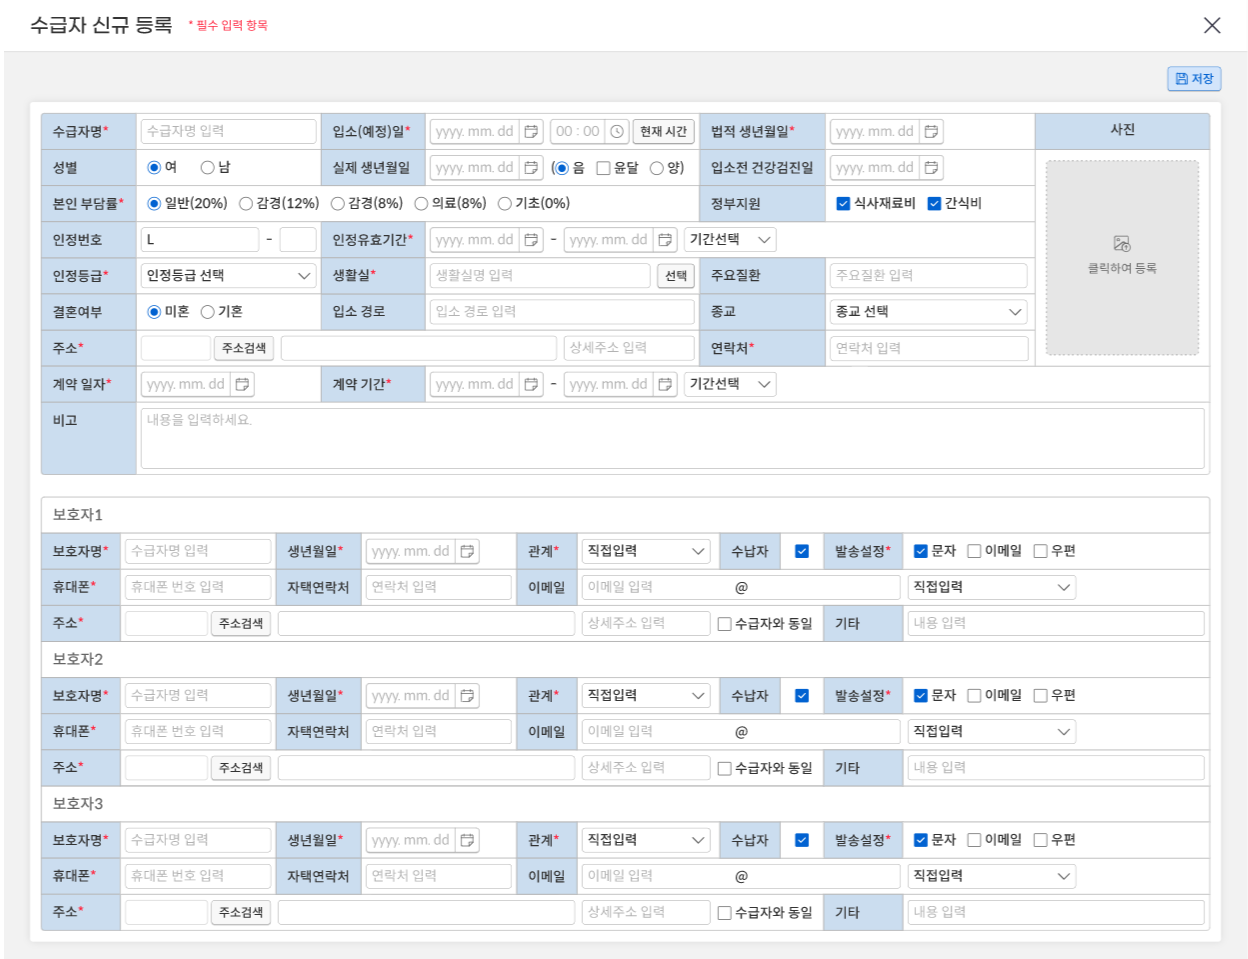 수급자 신규 등록 * 필수 입력 항목
저장
수급자명* 수급자명 입력 입소(예정)일* yyyy. mm. dd 00 : 00 현재 시간 법적 생년월일* yyyy. mm. dd 사진
성별 여 남 실제 생년월일 yyyy. mm. dd (음 윤달 양) 입소전 건강검진일 yyyy. mm. dd
본인 부담률* 일반(20%) 감경(12%) 감경(8%) 의료(8%) 기초(0%) 정부지원 식사재료비 간식비
인정번호 L - 인정유효기간* yyyy. mm. dd - yyyy. mm. dd 기간선택
클릭하여 등록
인정등급* 인정등급 선택 생활실* 생활실명 입력 선택 주요질환 주요질환 입력
결혼여부 미혼 기혼 입소 경로 입소 경로 입력 종교 종교 선택
주소* 주소검색 상세주소 입력 연락처* 연락처 입력
계약 일자* yyyy. mm. dd 계약 기간* yyyy. mm. dd - yyyy. mm. dd 기간선택
비고 내용을 입력하세요.
보호자1
보호자명* 수급자명 입력 생년월일* yyyy. mm. dd 관계* 직접입력 수납자 발송설정* 문자 이메일 우편
휴대폰* 휴대폰 번호 입력 자택연락처 연락처 입력 이메일 이메일 입력 @ 직접입력
주소* 주소검색 상세주소 입력 수급자와 동일 기타 내용 입력
보호자2
보호자명* 수급자명 입력 생년월일* yyyy. mm. dd 관계* 직접입력 수납자 발송설정* 문자 이메일 우편
휴대폰* 휴대폰 번호 입력 자택연락처 연락처 입력 이메일 이메일 입력 @ 직접입력
주소* 주소검색 상세주소 입력 수급자와 동일 기타 내용 입력
보호자3
보호자명* 수급자명 입력 생년월일* yyyy. mm. dd 관계* 직접입력 수납자 발송설정* 문자 이메일 우편
휴대폰* 휴대폰 번호 입력 자택연락처 연락처 입력 이메일 이메일 입력 @ 직접입력
주소* 주소검색 상세주소 입력 수급자와 동일 기타 내용 입력